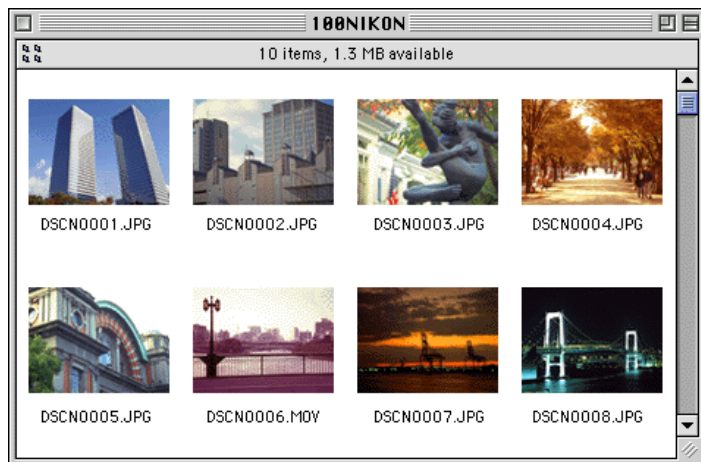 100NIKON
10 items, 1.3 MB available
DSCN0001.JPG DSCN0002.JPG DSCN0003.JPG DSCN0004.JPG
DSCN0005.JPG DSCN0006.MOV DSCN0007.JPG DSCN0008.JPG